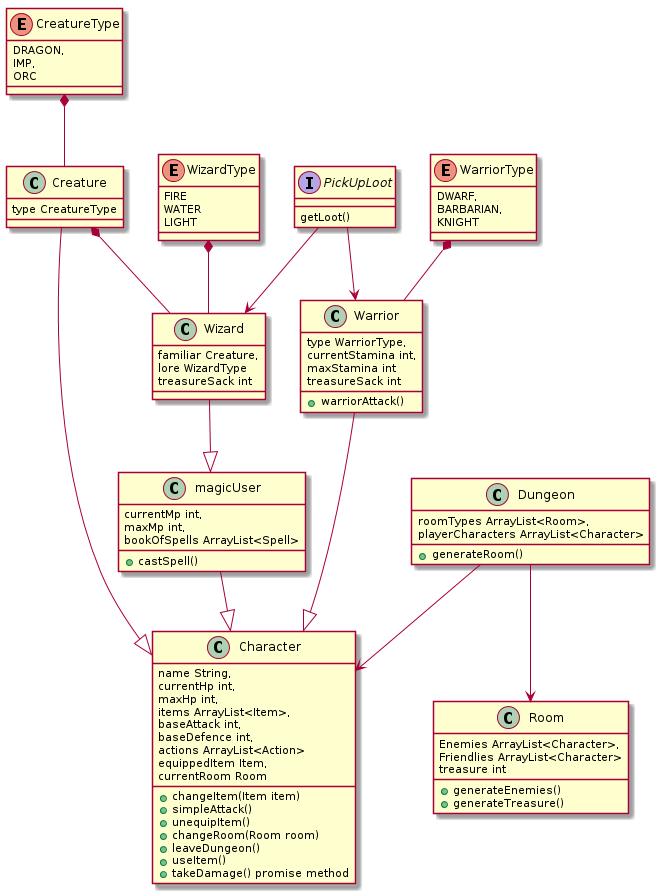 E CreatureType
DRAGON,
IMP,
ORC
C Creature
type CreatureType
E WizardType
FIRE
WATER
LIGHT
I PickUpLoot
getLoot()
E WarriorType
DWARF,
BARBARIAN,
KNIGHT
C Wizard
familiar Creature,
lore WizardType
treasureSack int
C Warrior
type WarriorType,
currentStamina int,
maxStamina int
treasureSack int
warriorAttack()
C magicUser
currentMp int,
maxMp int,
bookOfSpells ArrayList<Spell>
castSpell()
C Dungeon
roomTypes ArrayList<Room>,
playerCharacters ArrayList<Character>
generateRoom()
C Character
name String,
currentHp int,
maxHp int,
items ArrayList<Item>,
baseAttack int,
baseDefence int,
actions ArrayList<Action>
equippedItem Item,
currentRoom Room
changeItem(Item item)
simpleAttack()
unequipItem()
changeRoom(Room room)
leaveDungeon()
useItem()
takeDamage() promise method
C Room
Enemies ArrayList<Character>,
Friendlies ArrayList<Character>
treasure int
generateEnemies()
generateTreasure()